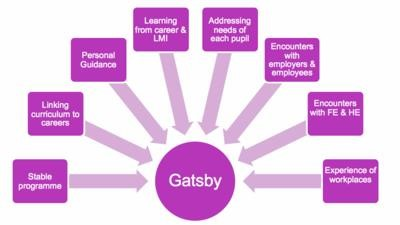 Learning
from career &
LMI
Addressing
needs of
each pupil
Personal
Guidance
Encounters
with
employers &
employees
Linking
curriculum to
careers
Encounters
with FE & HE
Stable
programme
Gatsby
Experience of
workplaces